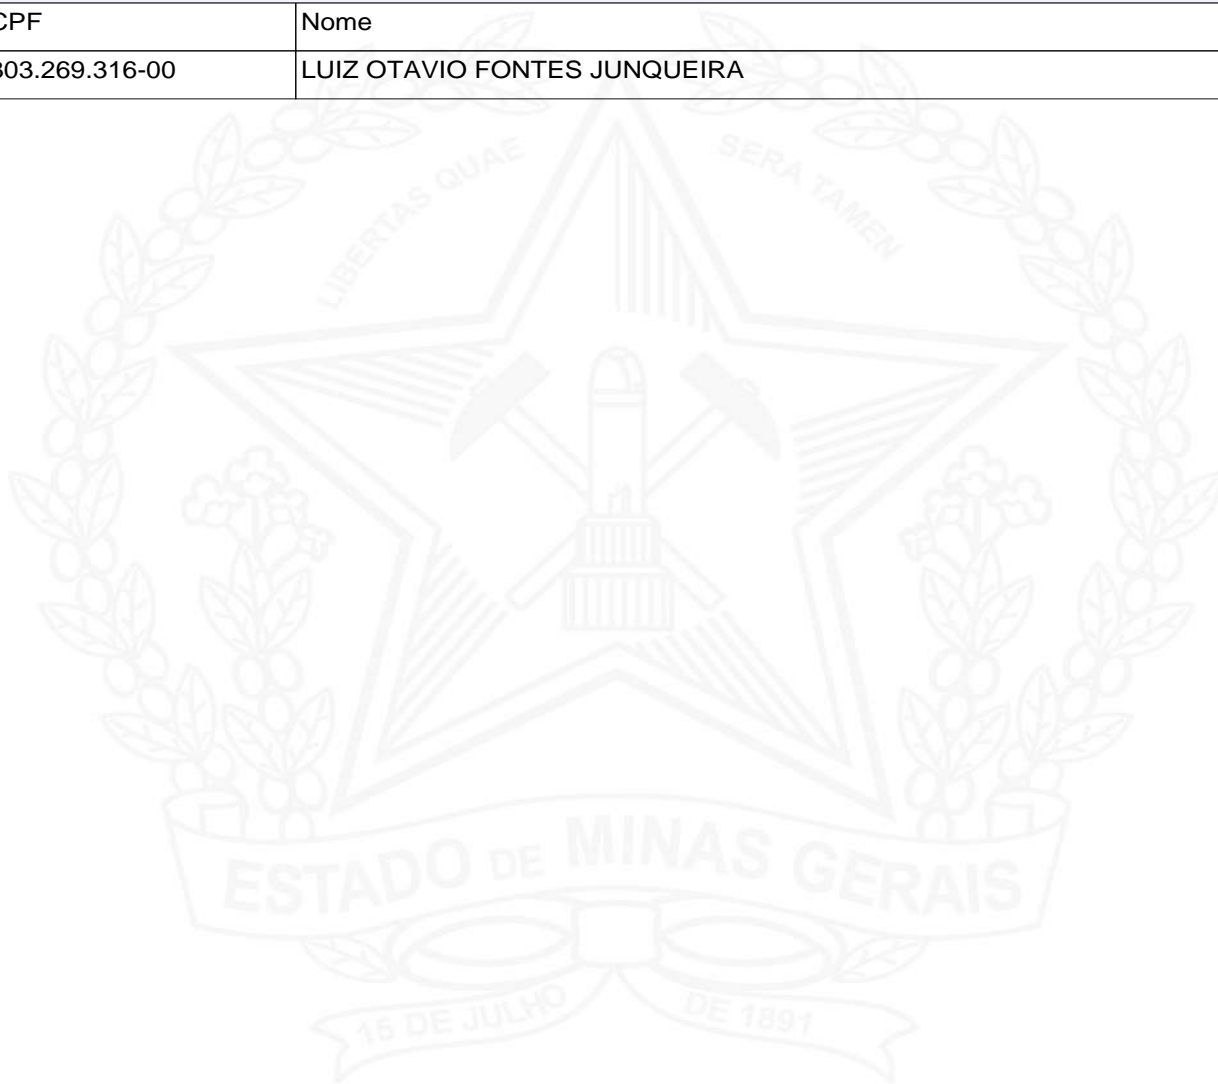 CPF Nome
303.269.316-00 LUIZ OTAVIO FONTES JUNQUEIRA
LIBERTAS QUAE SERA TAMEN
ESTADO DE MINAS GERAIS
15 DE JULHO DE 1891